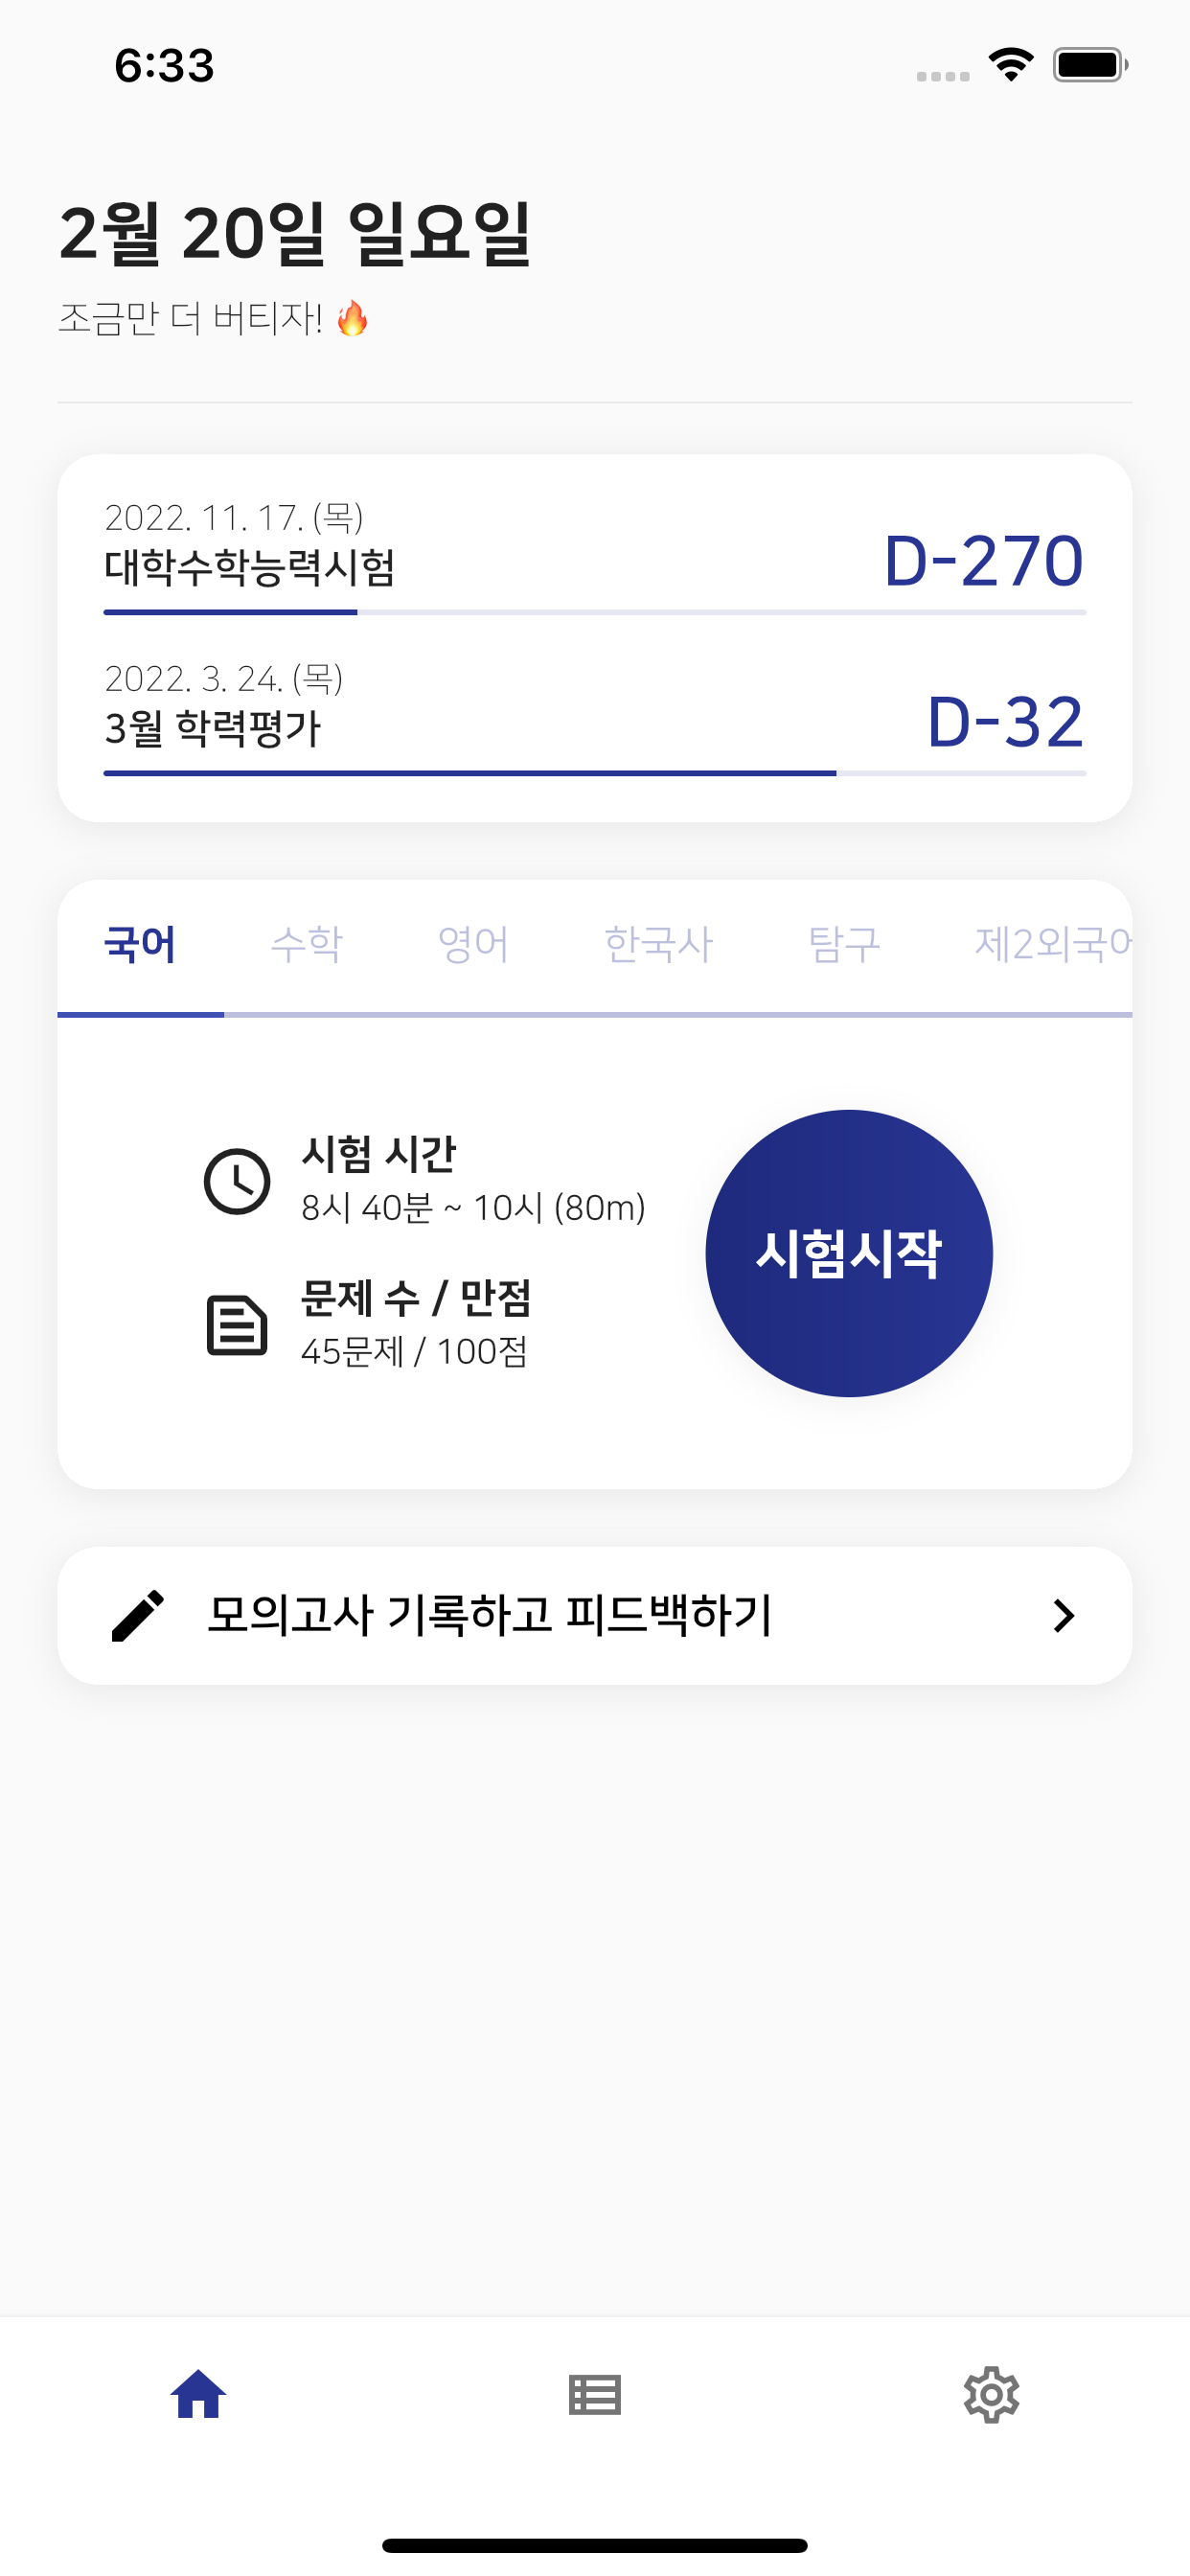 6:33
2월 20일 일요일
조금만 더 버티자! 🔥
2022. 11. 17. (목)
대학수학능력시험
D-270
2022. 3. 24. (목)
3월 학력평가
D-32
국어 수학 영어 한국사 탐구 제2외국어
시험 시간
8시 40분 ~ 10시 (80m)
문제 수 / 만점
45문제 / 100점
시험시작
모의고사 기록하고 피드백하기